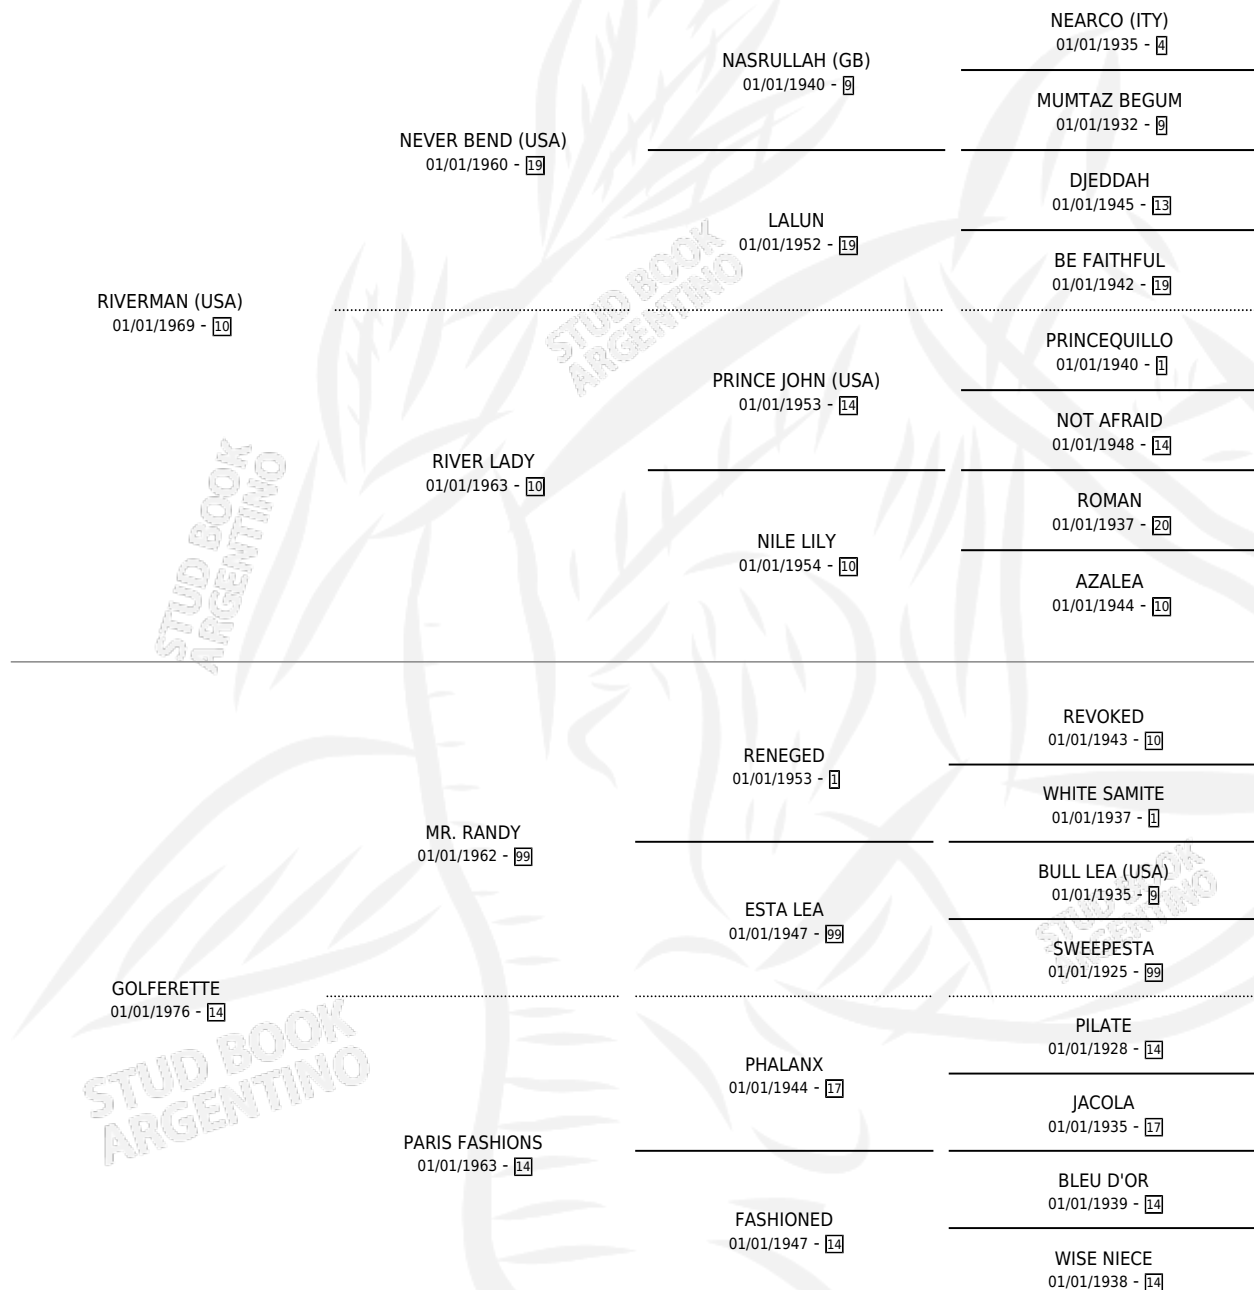 NEARCO (ITY)
01/01/1935 - 4
NASRULLAH (GB)
01/01/1940 - 9
MUMTAZ BEGUM
01/01/1932 - 9
NEVER BEND (USA)
01/01/1960 - 19
DJEDDAH
01/01/1945 - 13
LALUN
01/01/1952 - 19
BE FAITHFUL
01/01/1942 - 19
RIVERMAN (USA)
01/01/1969 - 10
STUD BOOK
ARGENTINO
PRINCEQUILLO
01/01/1940 - 1
PRINCE JOHN (USA)
01/01/1953 - 14
NOT AFRAID
01/01/1948 - 14
RIVER LADY
01/01/1963 - 10
ROMAN
01/01/1937 - 20
NILE LILY
01/01/1954 - 10
AZALEA
01/01/1944 - 10
STUD BOOK
ARGENTINO
REVOKED
01/01/1943 - 10
RENEGED
01/01/1953 - 1
WHITE SAMITE
01/01/1937 - 1
MR. RANDY
01/01/1962 - 99
BULL LEA (USA)
01/01/1935 - 9
ESTA LEA
01/01/1947 - 99
STUD BOOK
ARGENTINO
SWEEPESTA
01/01/1925 - 99
GOLFERETTE
01/01/1976 - 14
PILATE
01/01/1928 - 14
PHALANX
01/01/1944 - 17
STUD BOOK
ARGENTINO
JACOLA
01/01/1935 - 17
PARIS FASHIONS
01/01/1963 - 14
BLEU D'OR
01/01/1939 - 14
FASHIONED
01/01/1947 - 14
WISE NIECE
01/01/1938 - 14